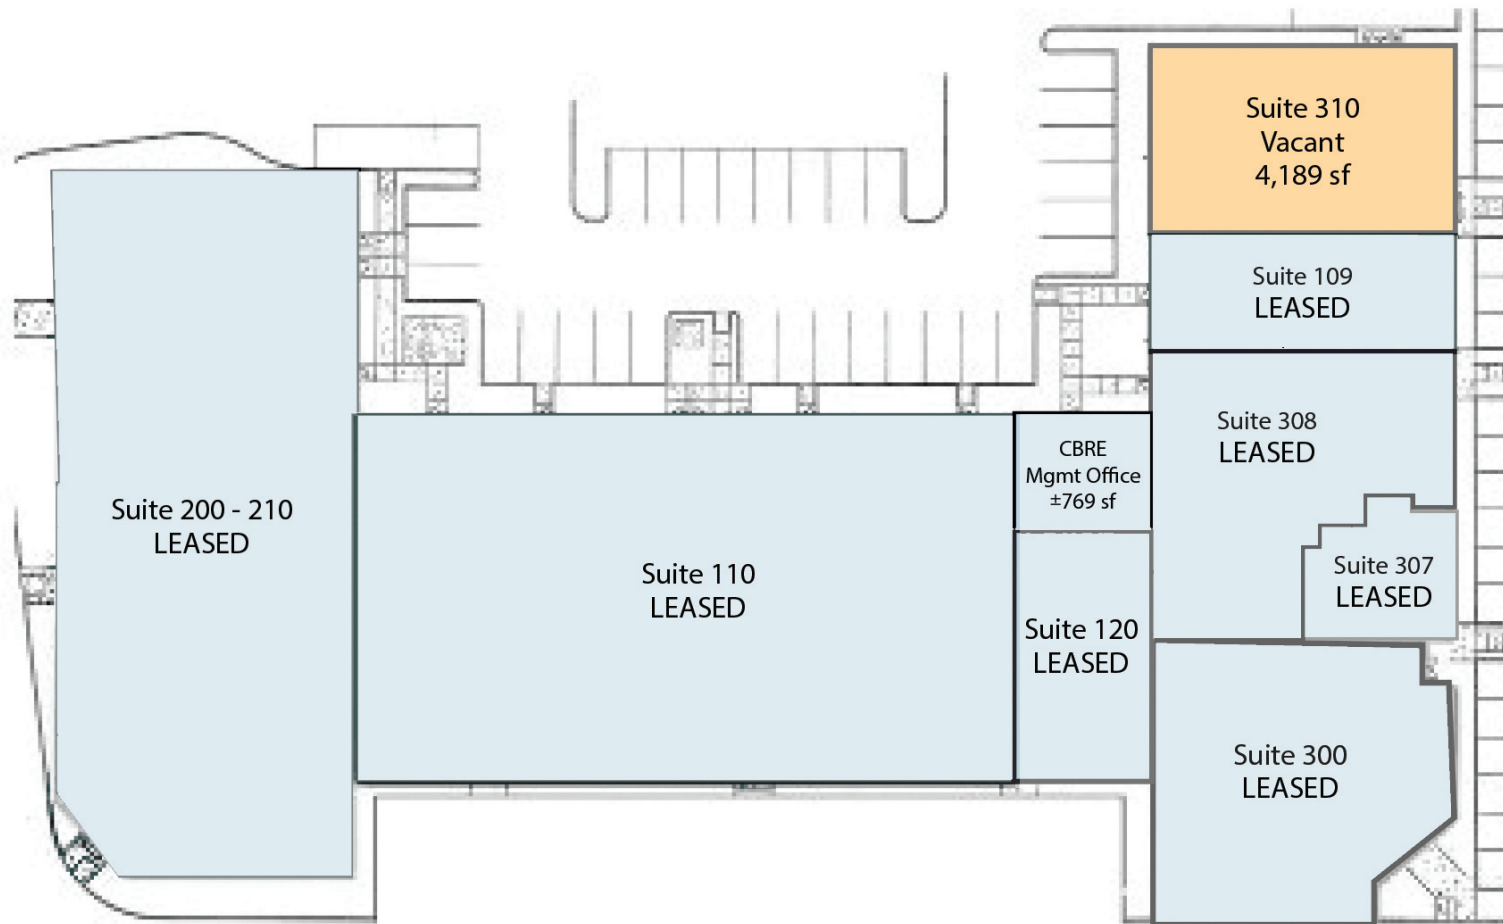 Suite 310
Vacant
4,189 sf
Suite 109
LEASED
Suite 308
LEASED
CBRE
Mgmt Office
±769 sf
Suite 200 - 210
LEASED
Suite 110
LEASED
Suite 307
LEASED
Suite 120
LEASED
Suite 300
LEASED